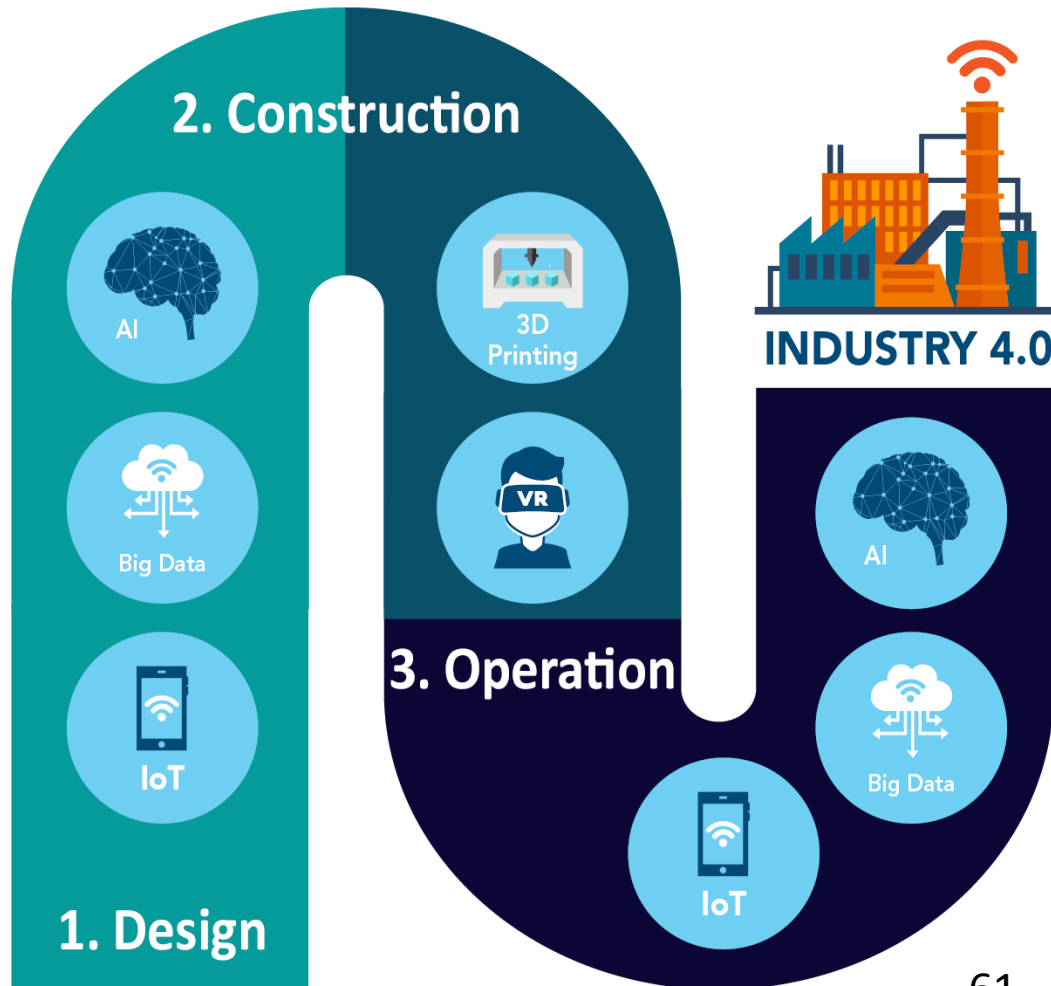 2. Construction
AI
Big Data
IoT
1. Design
3D
Printing
VR
3. Operation
IoT
Big Data
AI
INDUSTRY 4.0